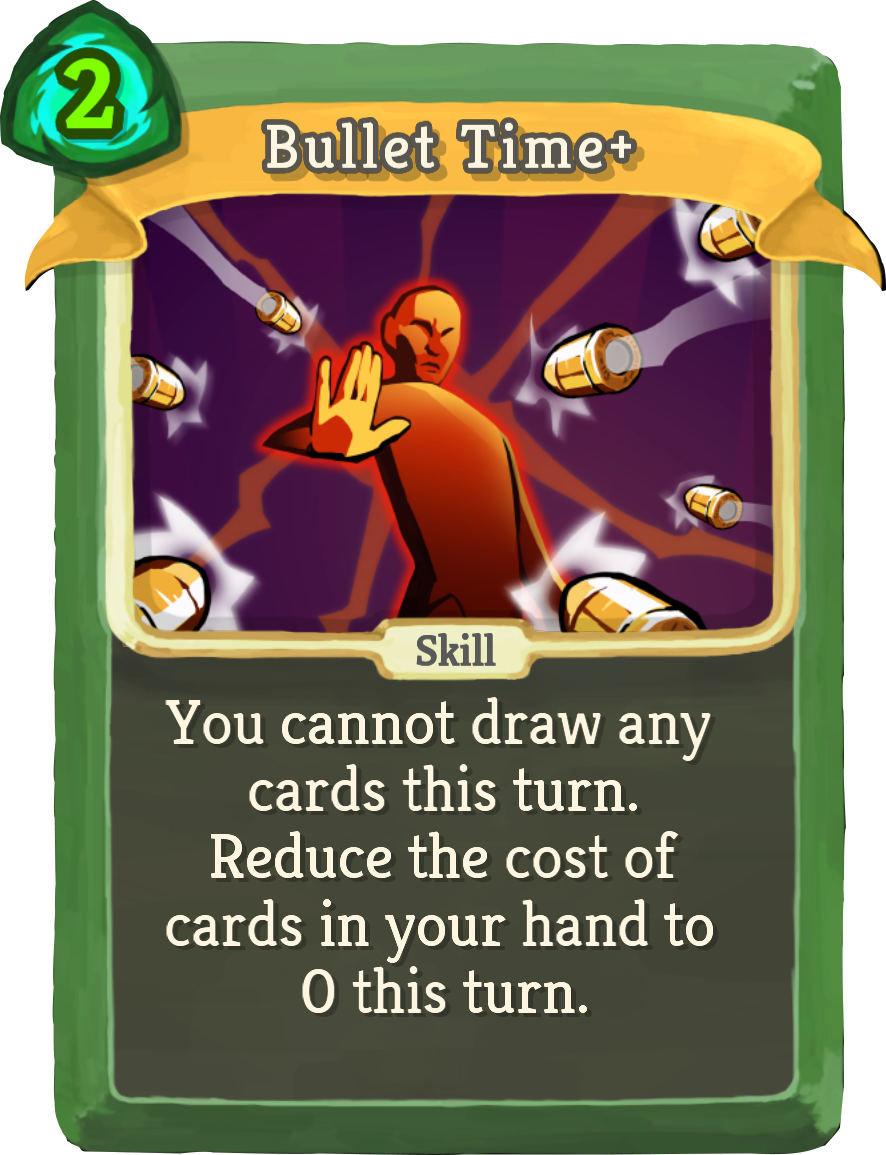 2
Bullet Time+
Skill
You cannot draw any
cards this turn.
Reduce the cost of
cards in your hand to
0 this turn.